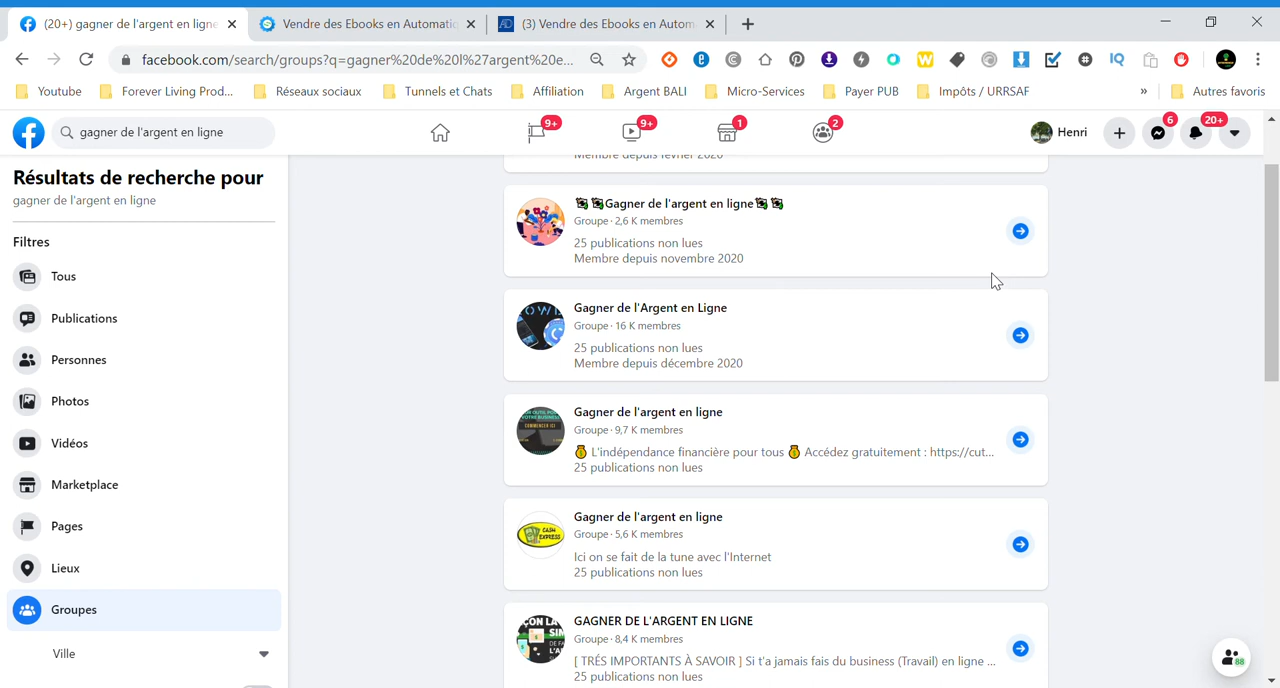 (20+) gagner de l'argent en ligne
Vendre des Ebooks en Automatiq
(3) Vendre des Ebooks en Autom
facebook.com/search/groups?q=gagner%20de%20l%27argent%20e...
Youtube
Forever Living Prod...
Réseaux sociaux
Tunnels et Chats
Affiliation
Argent BALI
Micro-Services
Payer PUB
Impôts / URRSAF
»
Autres favoris
gagner de l'argent en ligne
9+
9+
1
2
Henri
6
20+
Résultats de recherche pour
gagner de l'argent en ligne
Filtres
Tous
Publications
Personnes
Photos
Vidéos
Marketplace
Pages
Lieux
Groupes
Ville
Membre depuis février 2020
Gagner de l'argent en ligne
Groupe · 2,6 K membres
25 publications non lues
Membre depuis novembre 2020
Gagner de l'Argent en Ligne
Groupe · 16 K membres
25 publications non lues
Membre depuis décembre 2020
Gagner de l'argent en ligne
Groupe · 9,7 K membres
💰 L'indépendance financière pour tous 💰 Accédez gratuitement : https://cut...
25 publications non lues
CASH
EXPRESS
Gagner de l'argent en ligne
Groupe · 5,6 K membres
Ici on se fait de la tune avec l'Internet
25 publications non lues
GAGNER DE L'ARGENT EN LIGNE
Groupe · 8,4 K membres
[ TRÉS IMPORTANTS À SAVOIR ] Si t'a jamais fais du business (Travail) en ligne ...
25 publications non lues
88